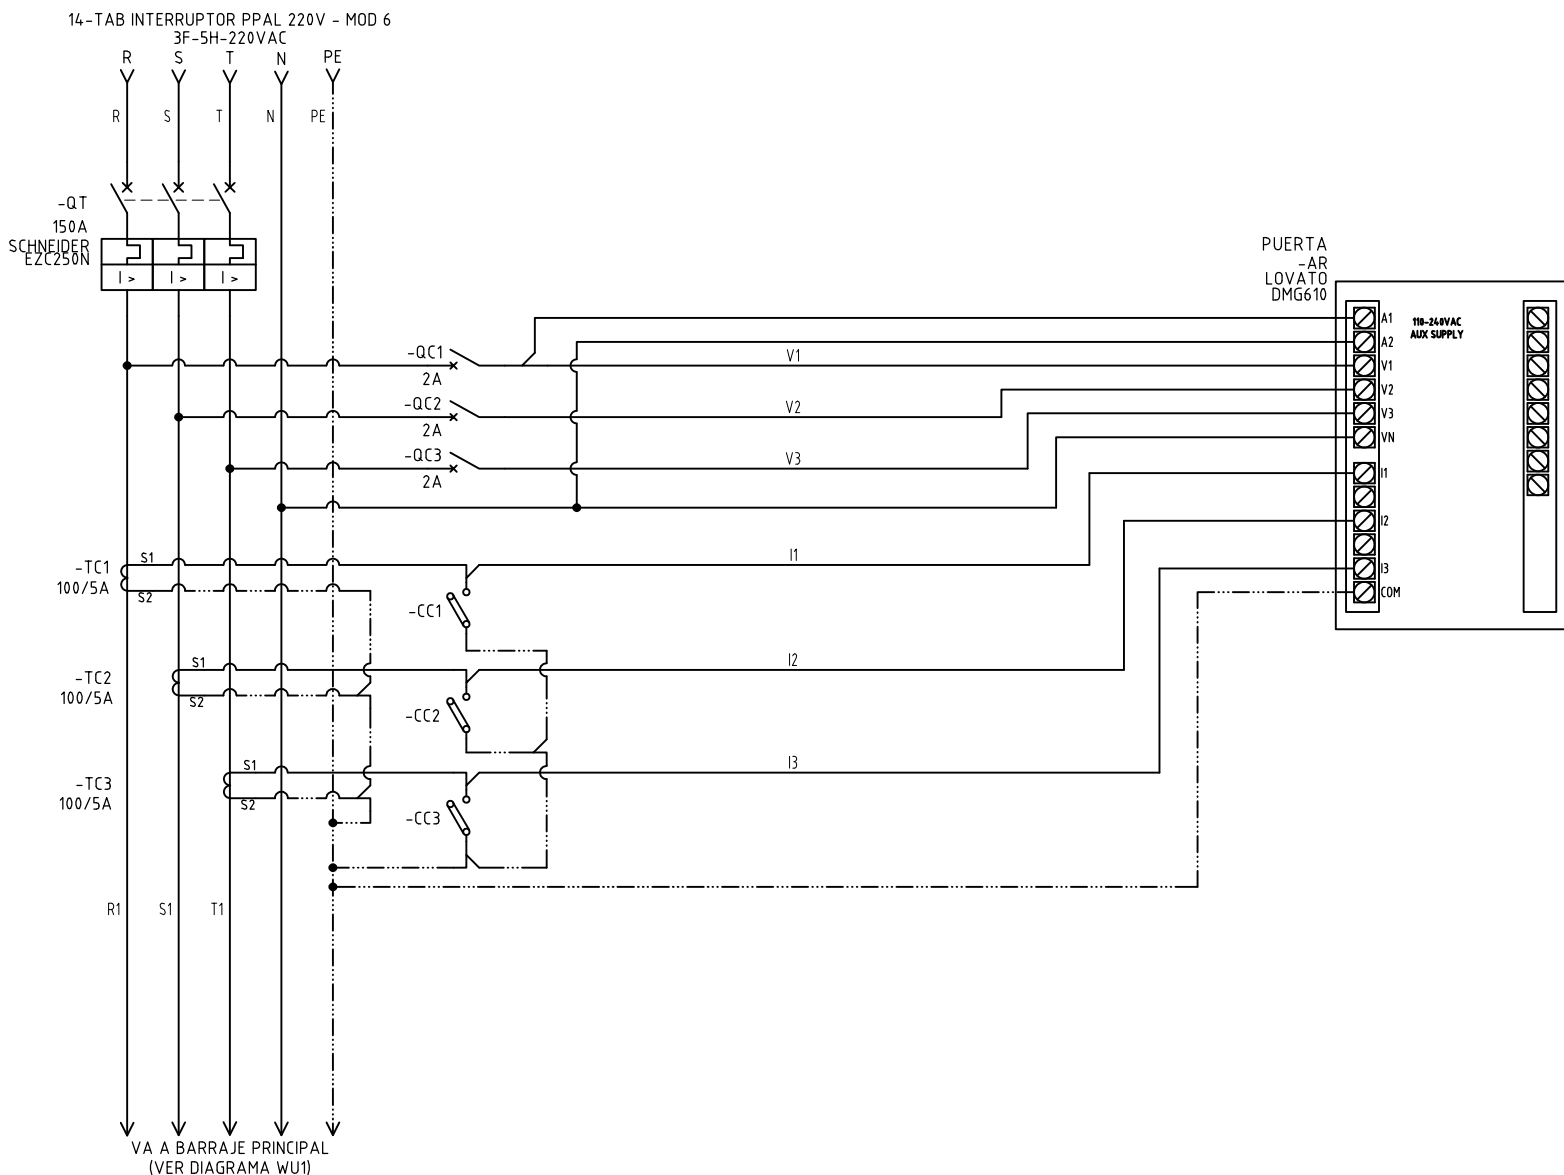 14-TAB INTERRUPTOR PPAL 220V - MOD 6
3F-5H-220VAC
R S T N PE
R S T N PE
-QT
150A
SCHNEIDER
EZC250N
I > I > I >
PUERTA
-AR
LOVATO
DMG610
A1
110-240VAC
AUX SUPPLY
A2
V1
V2
V3
VN
I1
I2
I3
COM
-QC1
2A
V1
-QC2
2A
V2
-QC3
2A
V3
-TC1
100/5A
S1
S2
I1
-CC1
-TC2
100/5A
S1
S2
I2
-CC2
-TC3
100/5A
S1
S2
I3
-CC3
R1 S1 T1
VA A BARRAJE PRINCIPAL
(VER DIAGRAMA WU1)